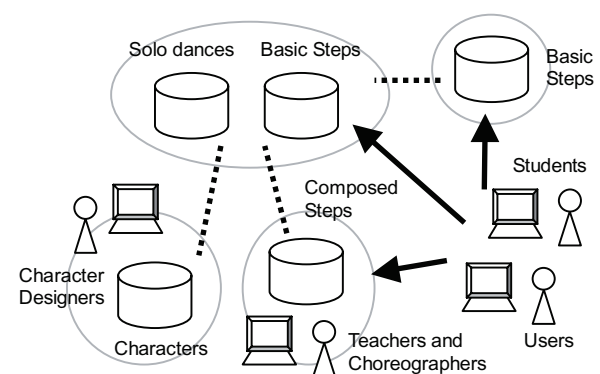 Solo dances
Basic Steps
Basic
Steps
Students
Composed
Steps
Character
Designers
Characters
Teachers and
Choreographers
Users